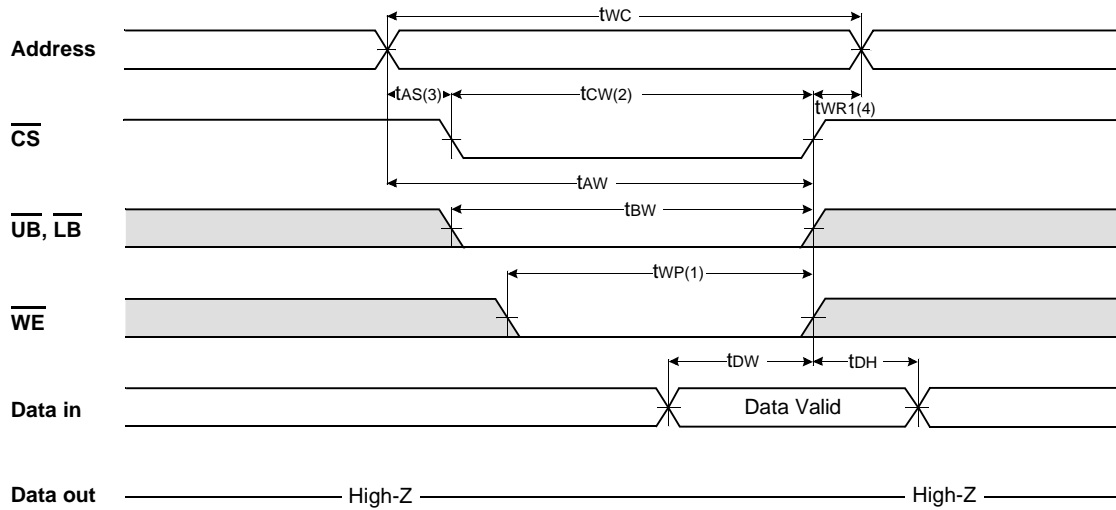 tWC
Address
tAS(3) tCW(2) tWR1(4)
CS
tAW
tBW
UB, LB
tWP(1)
WE
tDW tDH
Data in Data Valid
Data out High-Z High-Z